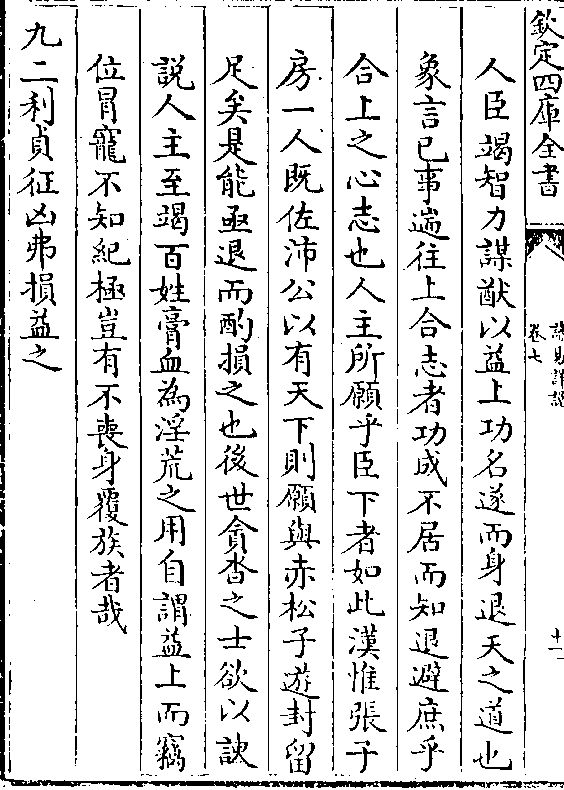 欽定四庫全書
卷七
十一
人臣竭智力謀猷以益上功名遂而身退天之道也
象言已事遄往上合志者功成不居而知退避庶乎
合上之心志也人主所願乎臣下者如此漢惟張子
房一人既佐沛公以有天下則願與赤松子遊封留
足矣是能亟退而酌損之也後世貪沓之士欲以諛
說人主至竭百姓膏血為淫荒之用自謂益上而竊
位冒寵不知紀極豈有不喪身覆族者哉
九二利貞征凶弗損益之